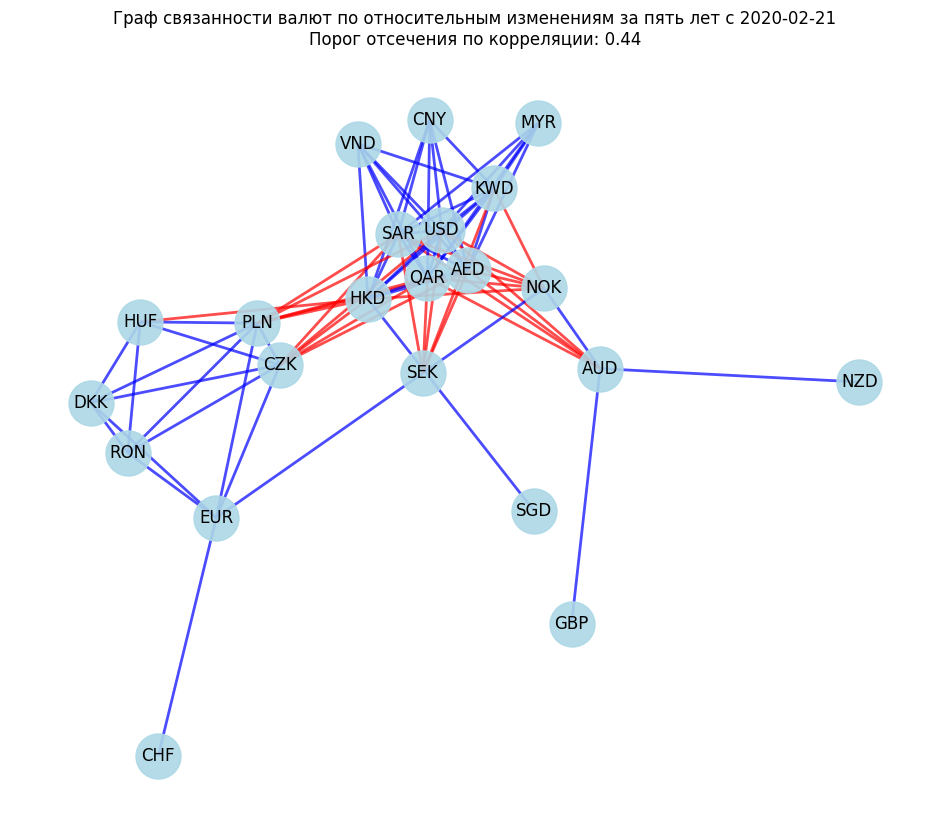 Граф связанности валют по относительным изменениям за пять лет с 2020-02-21
Порог отсечения по корреляции: 0.44
CNY
MYR
VND
KWD
USD
SAR
AED
QAR
NOK
HKD
HUF
PLN
CZK
SEK
AUD
NZD
DKK
RON
SGD
EUR
GBP
CHF